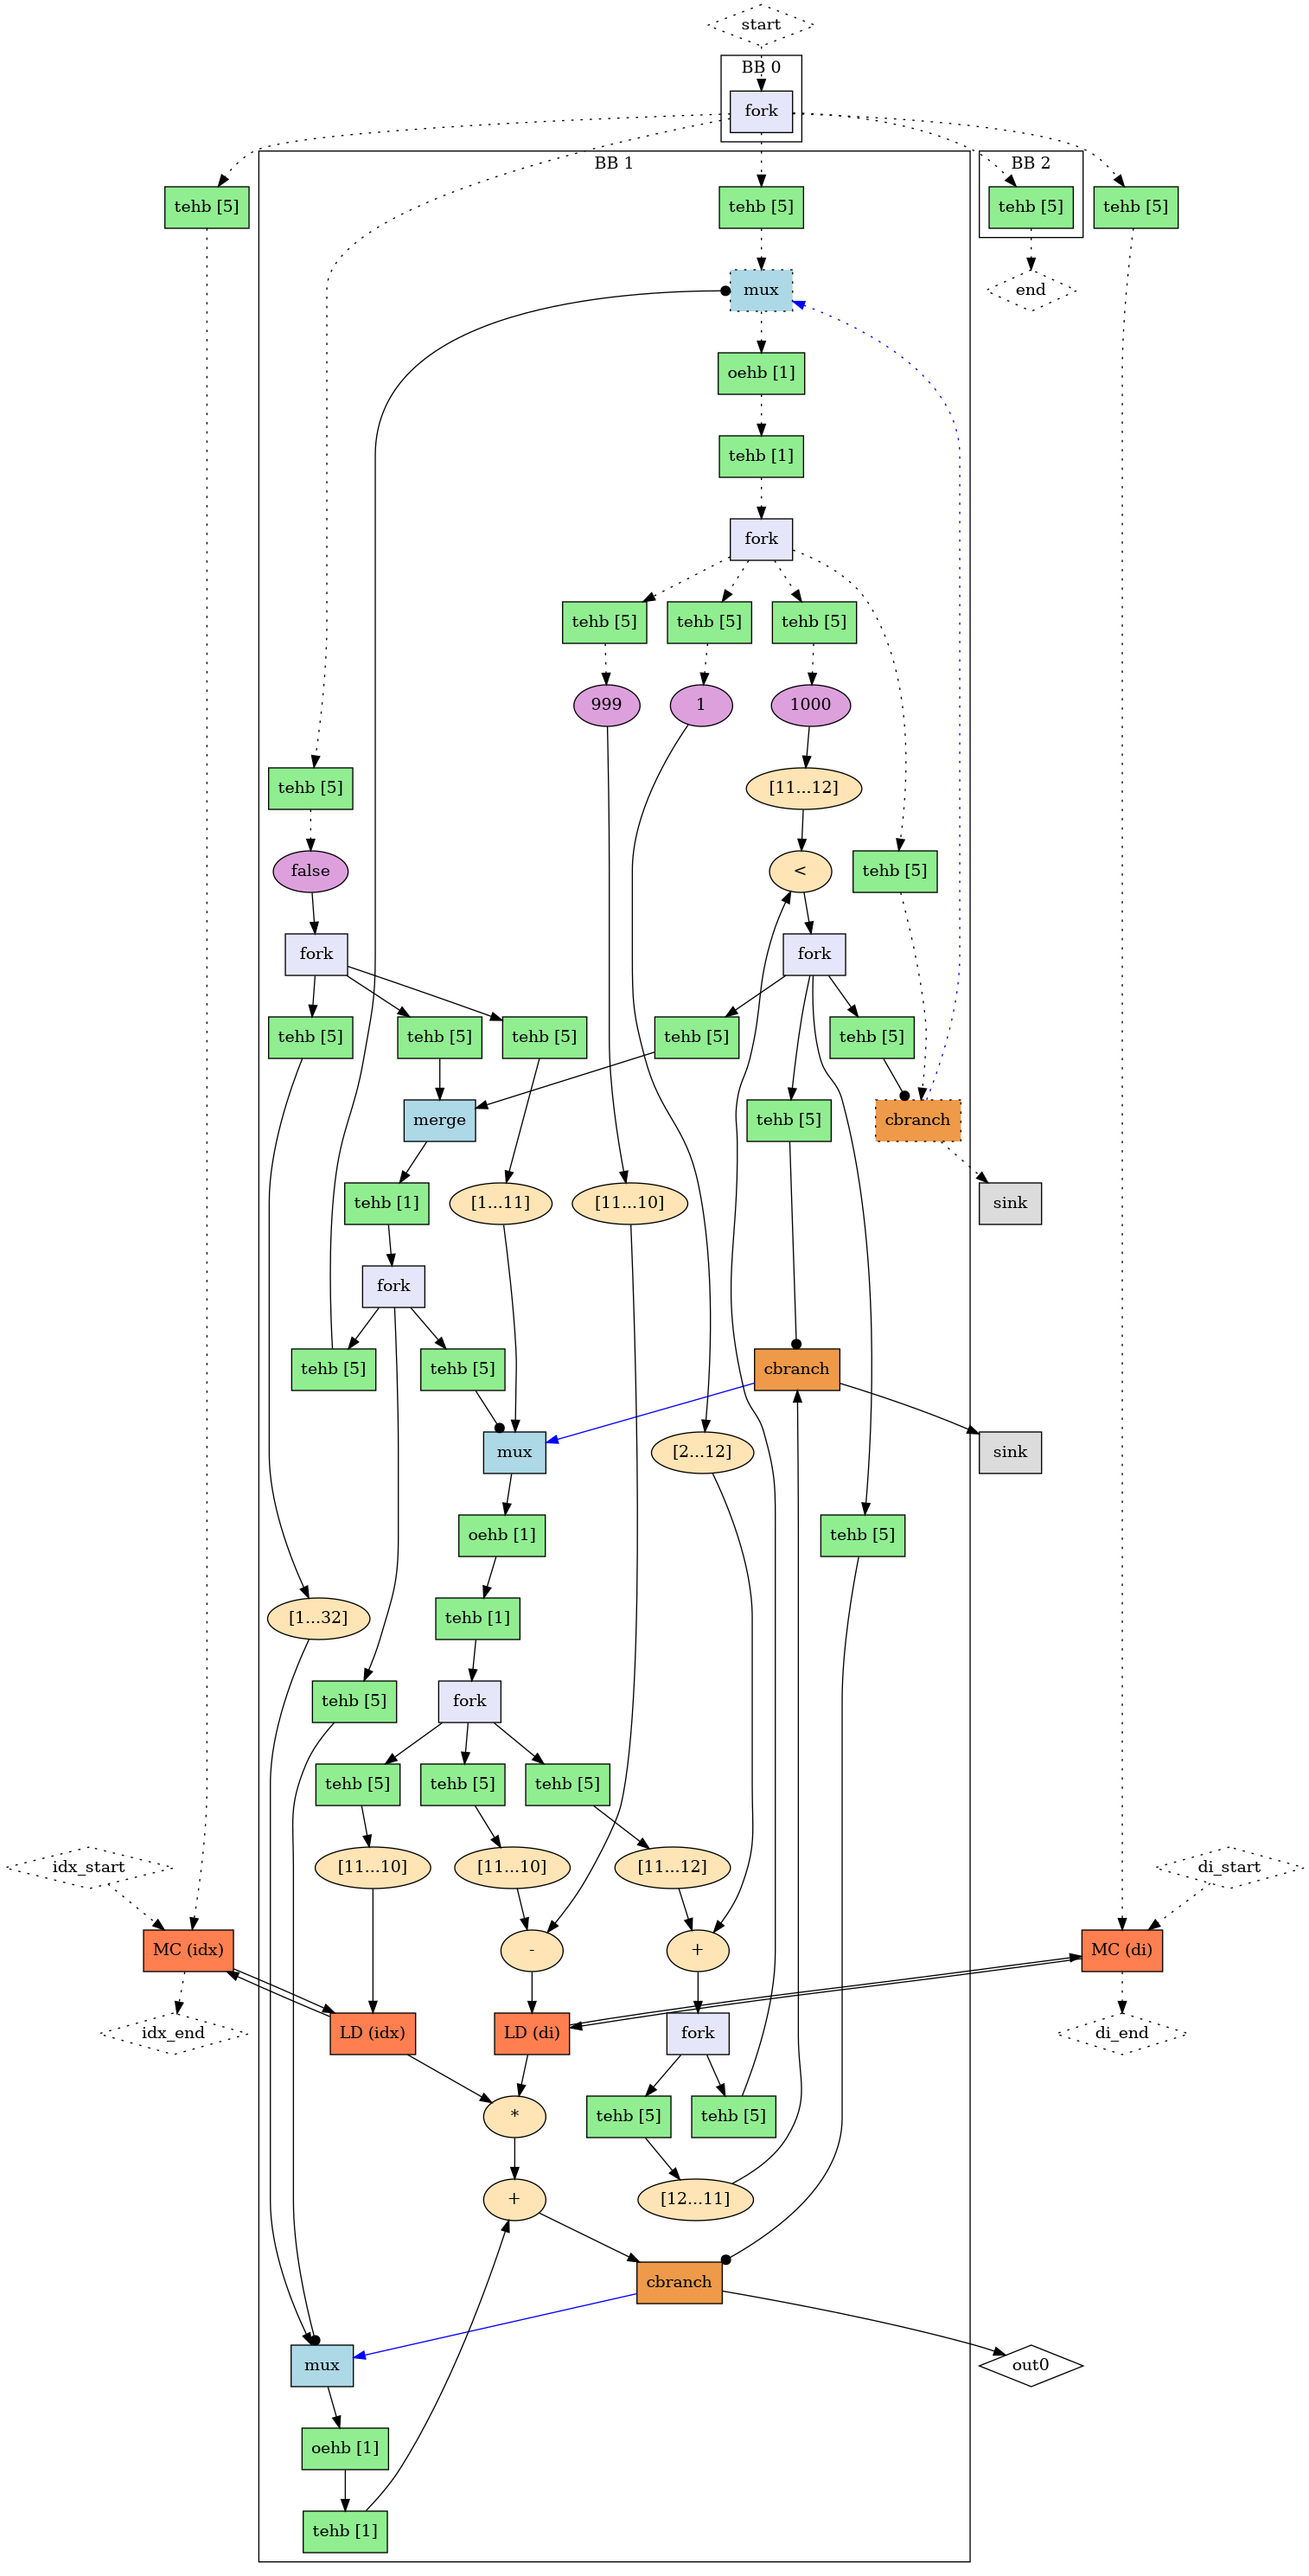 start
BB 0
fork
BB 1
BB 2
tehb [5]
tehb [5]
tehb [5]
tehb [5]
mux
end
oehb [1]
tehb [1]
fork
tehb [5]
tehb [5]
tehb [5]
999
1
1000
tehb [5]
[11...12]
false
<
tehb [5]
fork
fork
tehb [5]
tehb [5]
tehb [5]
tehb [5]
tehb [5]
merge
tehb [5]
cbranch
tehb [1]
[1...11]
[11...10]
sink
fork
tehb [5]
tehb [5]
cbranch
mux
[2...12]
sink
oehb [1]
tehb [5]
[1...32]
tehb [1]
tehb [5]
fork
tehb [5]
tehb [5]
tehb [5]
idx_start
[11...10]
[11...10]
[11...12]
di_start
MC (idx)
-
+
MC (di)
idx_end
LD (idx)
LD (di)
fork
di_end
*
tehb [5]
tehb [5]
+
[12...11]
cbranch
mux
out0
oehb [1]
tehb [1]